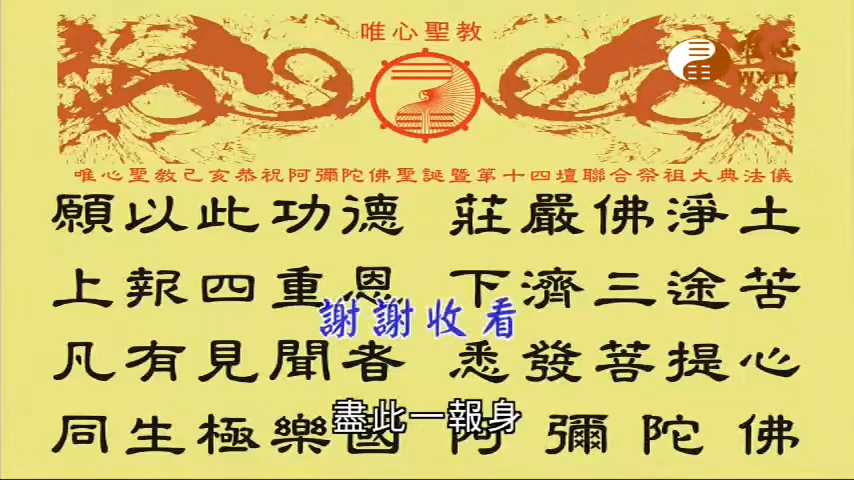 唯心聖教
唯心
WXTV
唯心聖教己亥恭祝阿彌陀佛聖誕暨第十四壇聯合祭祖大典法儀
願以此功德 莊嚴佛淨土
上報四重恩 下濟三途苦
謝謝收看
凡有見聞者 悉發菩提心
同生極樂國 阿彌陀佛
盡此一報身